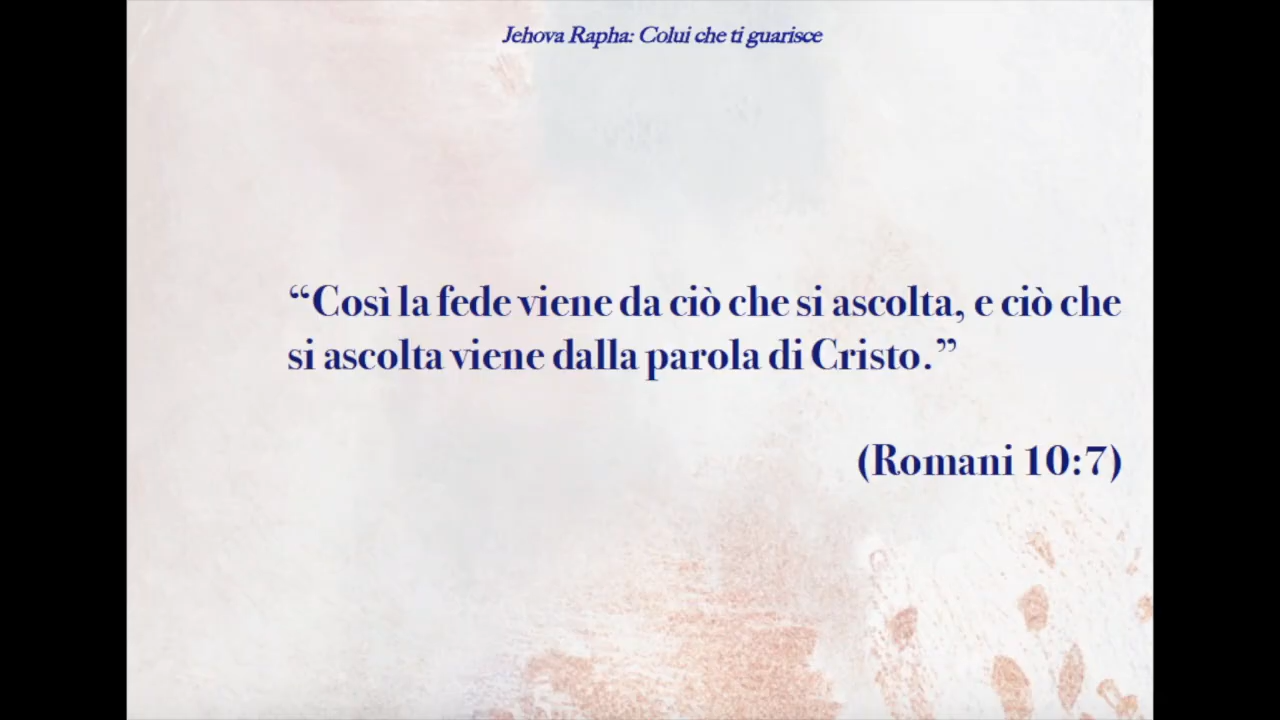 Jehova Rapha: Colui che ti guarisce
“Così la fede viene da ciò che si ascolta, e ciò che
si ascolta viene dalla parola di Cristo.”
(Romani 10:7)